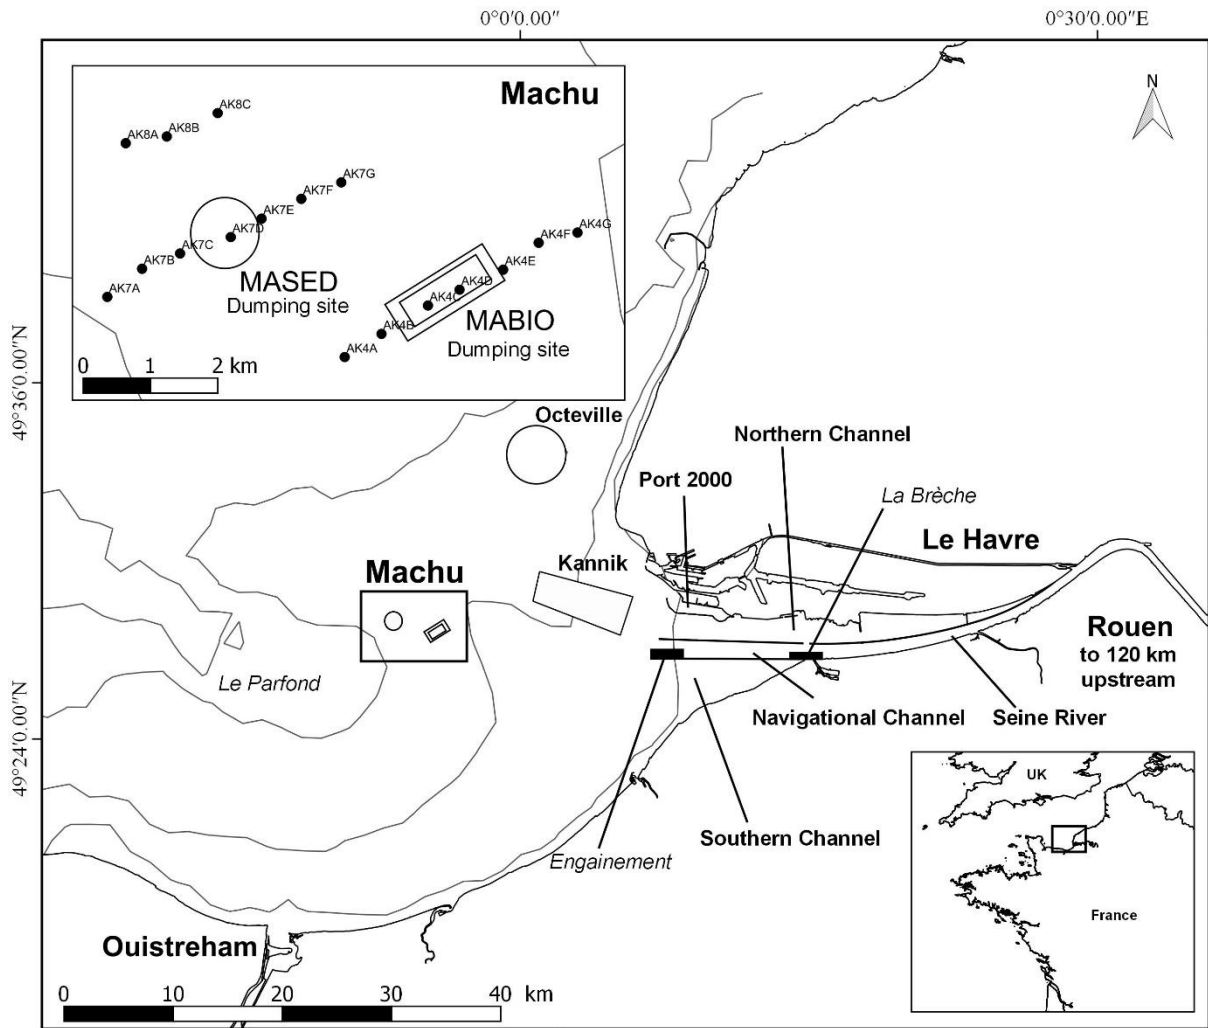 0°0'0.00"
0°30'0.00"E
Machu
N
AK8C
AK8A
AK8B
AK7G
AK7F
AK7E
AK7D
AK7C
AK7B
AK7A
AK4G
AK4F
AK4E
AK4D
AK4C
AK4B
AK4A
MASED
Dumping site
MABIO
Dumping site
0 1 2 km
49°36'0.00"N
Octeville
Northern Channel
Port 2000
La Brèche
Le Havre
Kannik
Machu
Rouen
to 120 km
upstream
Le Parfond
Navigational Channel
Seine River
49°24'0.00"N
Southern Channel
Engainement
UK
France
Ouistreham
0 10 20 30 40 km